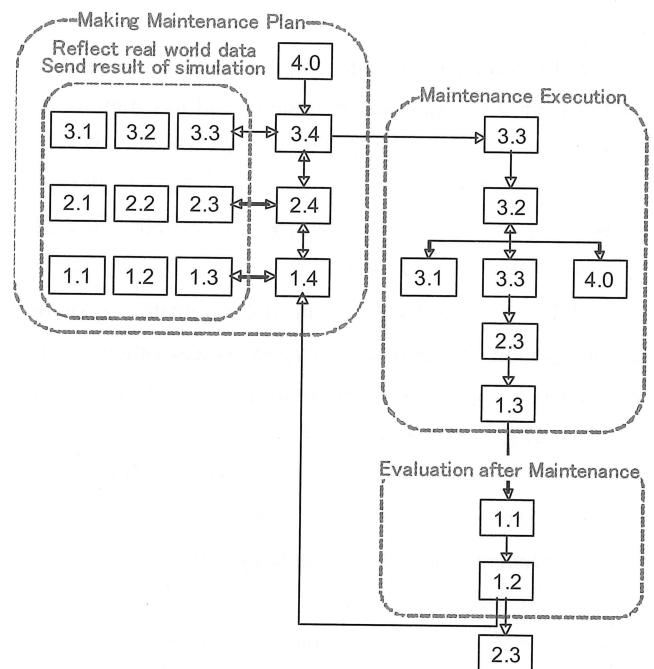 Making Maintenance Plan
Reflect real world data
Send result of simulation
4.0
3.1 3.2 3.3 3.4
2.1 2.2 2.3 2.4
1.1 1.2 1.3 1.4
Maintenance Execution
3.3
3.2
3.1 3.3 4.0
2.3
1.3
Evaluation after Maintenance
1.1
1.2
2.3